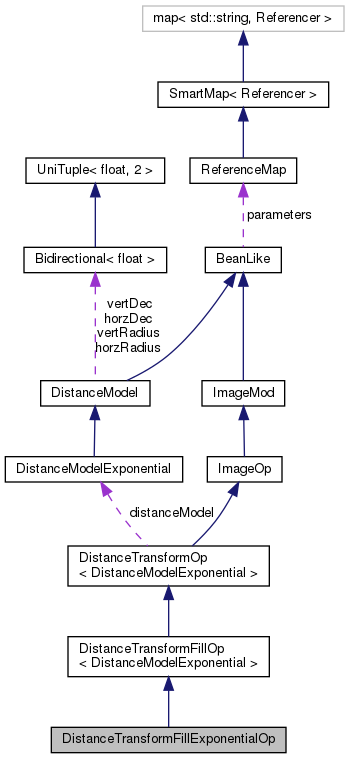 map< std::string, Referencer >
SmartMap< Referencer >
UniTuple< float, 2 >
ReferenceMap
parameters
Bidirectional< float >
BeanLike
vertDec
horzDec
vertRadius
horzRadius
DistanceModel
ImageMod
DistanceModelExponential
ImageOp
distanceModel
DistanceTransformOp
< DistanceModelExponential >
DistanceTransformFillOp
< DistanceModelExponential >
DistanceTransformFillExponentialOp